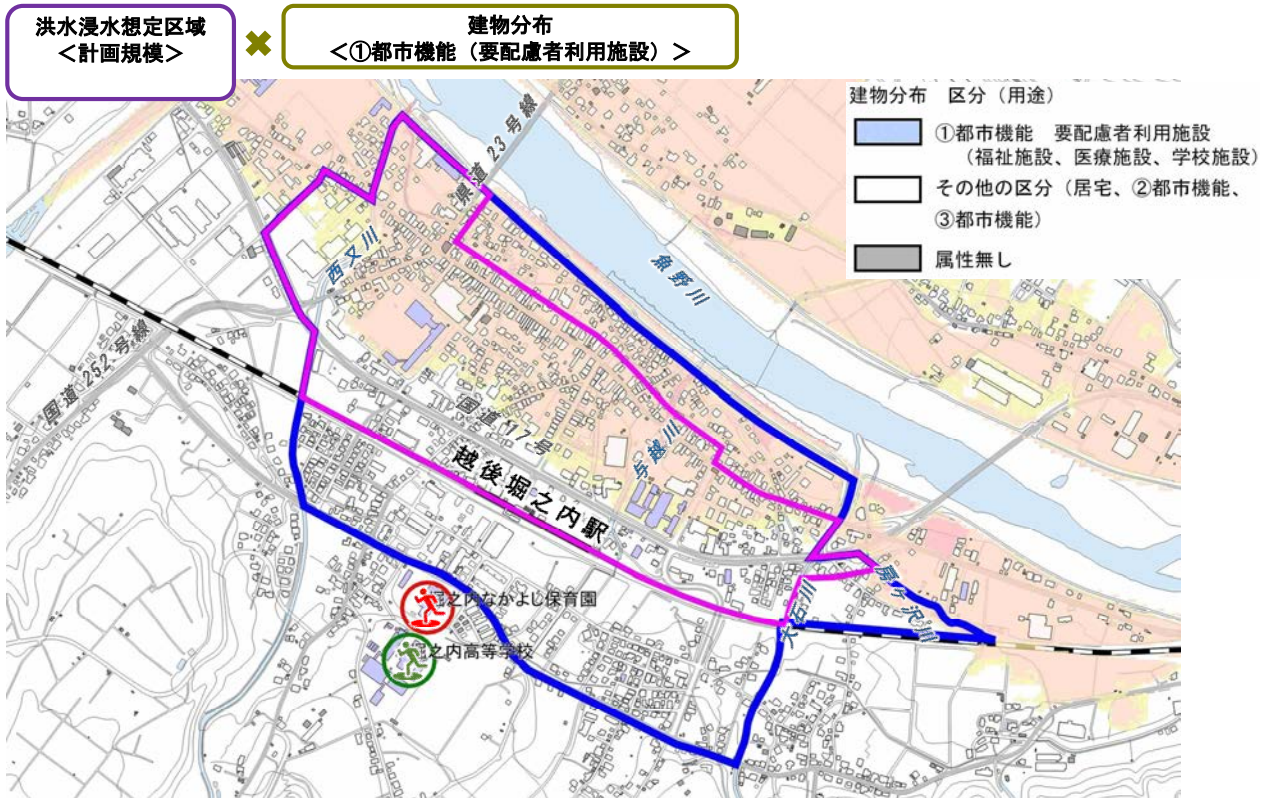 洪水浸水想定区域
＜計画規模＞
建物分布
＜①都市機能（要配慮者利用施設）＞
建物分布　区分（用途）
①都市機能　要配慮者利用施設
（福祉施設、医療施設、学校施設）
その他の区分（居宅、②都市機能、
③都市機能）
属性無し
県道23号線
魚野川
西又川
国道252号線
国道17号
与越川
越後堀之内駅
大石川
房ヶ沢川
堀之内なかよし保育園
之内高等学校